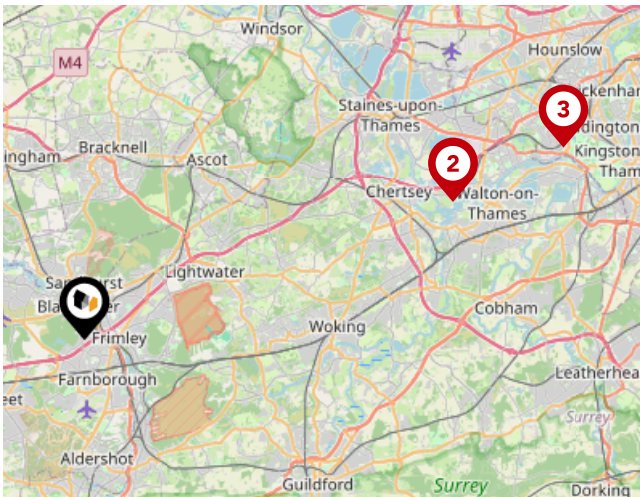 Windsor
Hounslow
M4
ckenham
Staines-upon-
Thames
3
ddington
ingham
Bracknell
Ascot
Kingston
Tham
2
Chertsey
Walton-on-
Thames
Lightwater
Cobham
Woking
Frimley
Farnborough
Leatherhea
eet
Surrey
Aldershot
Guildford
Surrey
Dorking